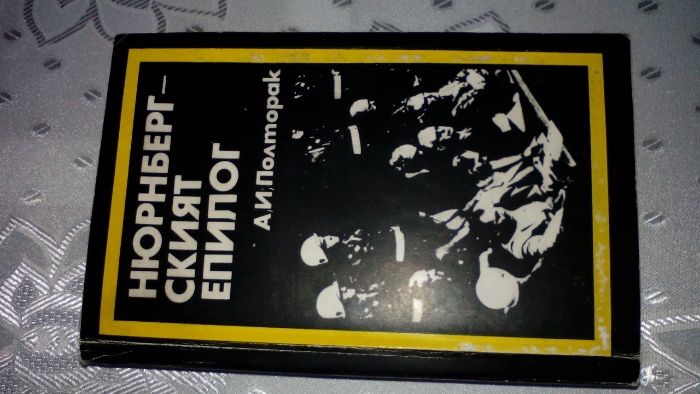 НЮРНБЕРГ–
СКИЯТ
ЕПИЛОГ
А.И.Полторак